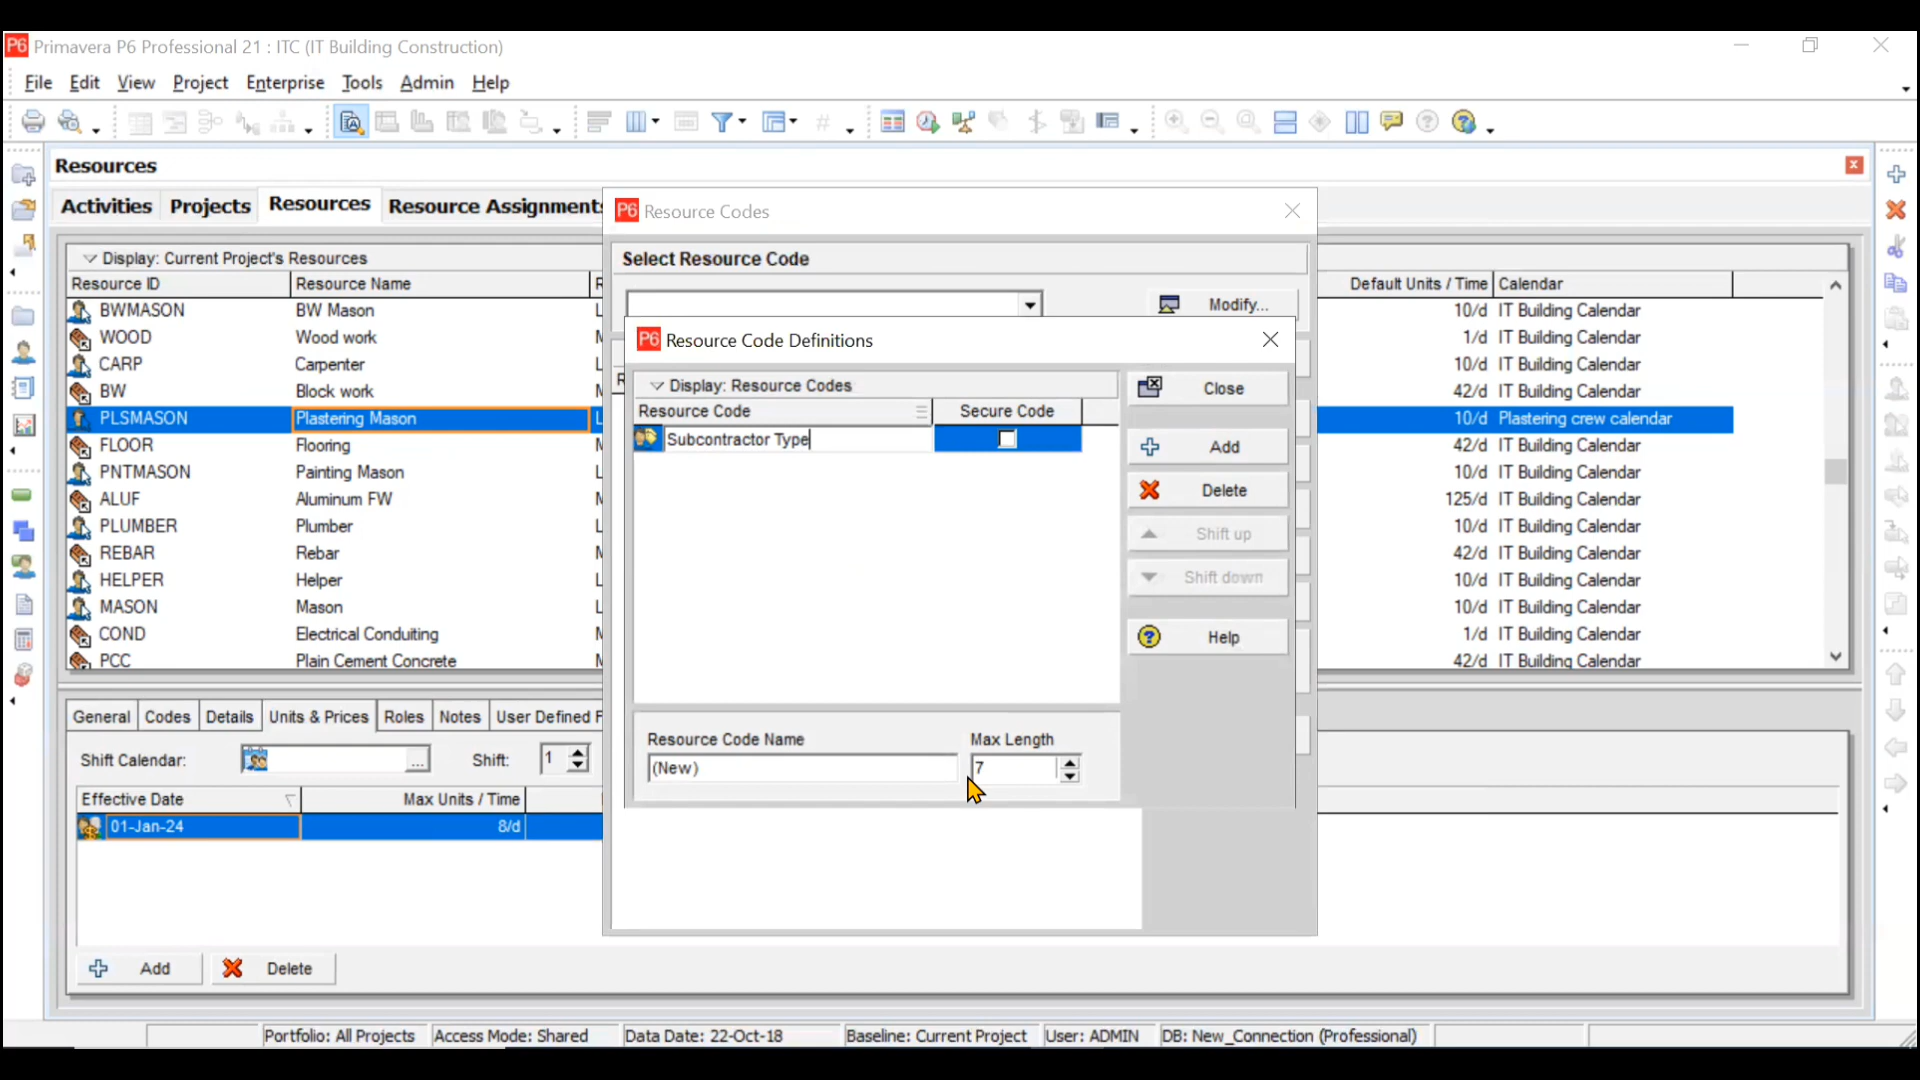 P6 Primavera P6 Professional 21 : ITC (IT Building Construction)
File Edit View Project Enterprise Tools Admin Help
Resources
Activities Projects Resources Resource Assignments
Display: Current Project's Resources
Resource ID Resource Name R Default Units / Time Calendar
BWMASON BW Mason L 10/d IT Building Calendar
WOOD Wood work M 1/d IT Building Calendar
CARP Carpenter L 10/d IT Building Calendar
BW Block work M 42/d IT Building Calendar
PLSMASON Plastering Mason L 10/d Plastering crew calendar
FLOOR Flooring M 42/d IT Building Calendar
PNTMASON Painting Mason L 10/d IT Building Calendar
ALUF Aluminum FW M 125/d IT Building Calendar
PLUMBER Plumber L 10/d IT Building Calendar
REBAR Rebar M 42/d IT Building Calendar
HELPER Helper L 10/d IT Building Calendar
MASON Mason L 10/d IT Building Calendar
COND Electrical Conduiting M 1/d IT Building Calendar
PCC Plain Cement Concrete M 42/d IT Building Calendar
P6 Resource Codes
Select Resource Code
Modify...
R
P6 Resource Code Definitions
Display: Resource Codes
Resource Code Secure Code
Subcontractor Type
Close
Add
Delete
Shift up
Shift down
Help
Resource Code Name Max Length
(New) 7
General Codes Details Units & Prices Roles Notes User Defined F
Shift Calendar: ... Shift: 1
Effective Date Max Units / Time
01-Jan-24 8/d
Add Delete
Portfolio: All Projects Access Mode: Shared Data Date: 22-Oct-18 Baseline: Current Project User: ADMIN DB: New_Connection (Professional)